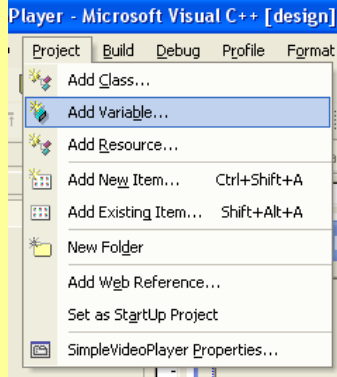 Player - Microsoft Visual C++ [design]
Project Build Debug Profile Format
Add Class...
Add Variable...
Add Resource...
Add New Item... Ctrl+Shift+A
Add Existing Item... Shift+Alt+A
New Folder
Add Web Reference...
Set as StartUp Project
SimpleVideoPlayer Properties...